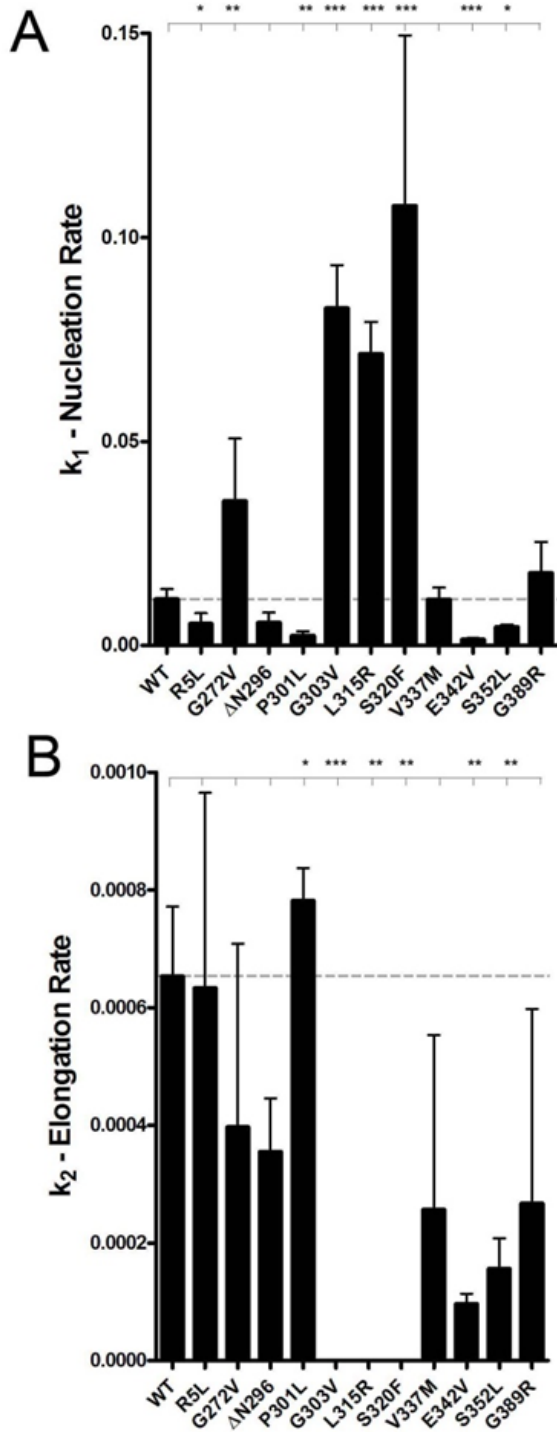 A
* ** ** *** *** *** *** *
0.15
0.10
0.05
0.00
k₁ - Nucleation Rate
WT R5L G272V ΔN296 P301L G303V L315R S320F V337M E342V S352L G389R
B
* *** ** ** ** **
0.0010
0.0008
0.0006
0.0004
0.0002
0.0000
k₂ - Elongation Rate
WT R5L G272V ΔN296 P301L G303V L315R S320F V337M E342V S352L G389R